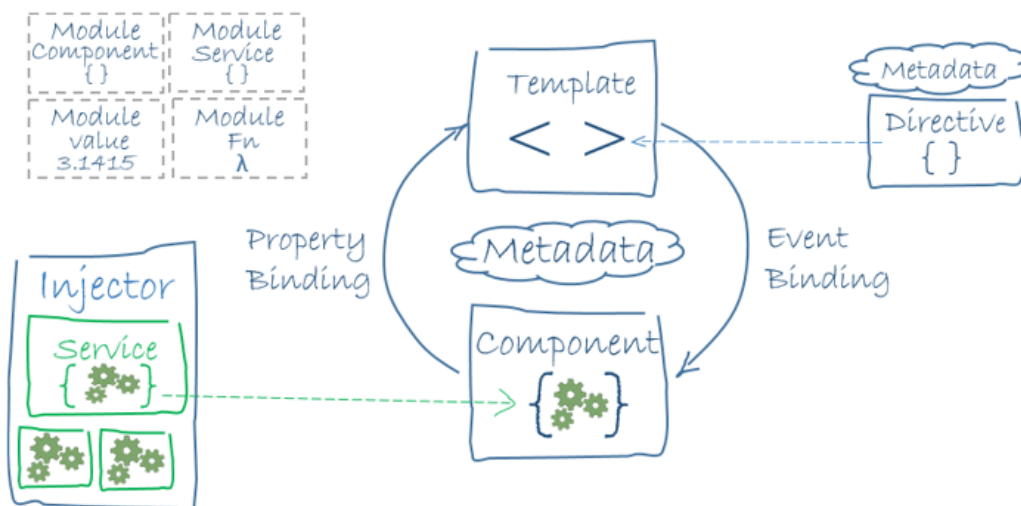 Module
Component
{ }
Module
Service
{ }
Module
value
3.1415
Module
Fn
λ
Template
< >
Metadata
Directive
{ }
Property
Binding
Metadata
Event
Binding
Injector
Service
{ }
Component
{ }